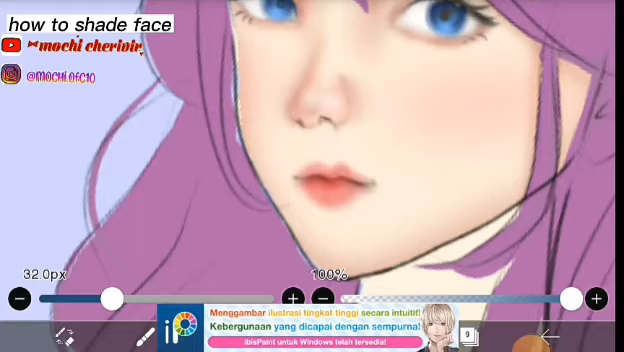 how to shade face
mochi cherivir
@mochi.ofc10
32.0px
100%
Menggambar ilustrasi tingkat tinggi secara intuitif!
Kebergunaan yang dicapai dengan sempurna!
ibisPaint untuk Windows telah tersedia!
9